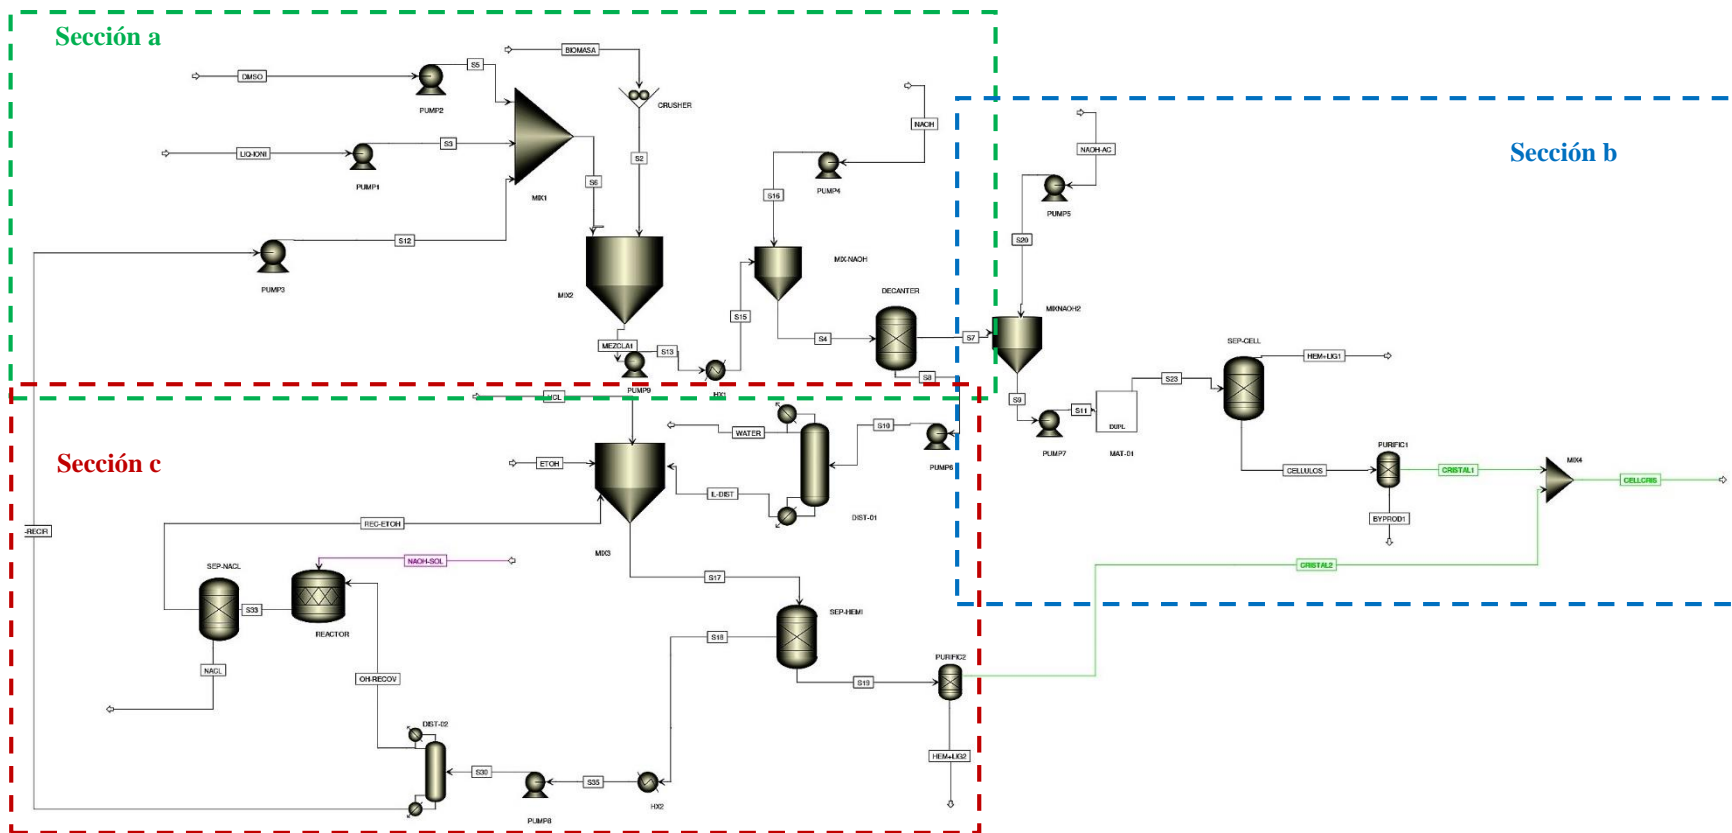 Sección a
BIOMASA
DMSO
S5
PUMP2
CRUSHER
LIQ-IONI
S3
PUMP1
MIX1
S6
S2
S12
PUMP3
MIX2
MEZCLA1
PUMP9
S13
HX1
S15
NAOH
PUMP4
S16
MIX-NAOH
S4
DECANTER
S7
S8
Sección b
NAOH-AC
PUMP5
S20
MIXNAOH2
S9
PUMP7
S11
DUPL
MAT-01
S23
SEP-CELL
HEM+LIG1
CELLULOS
PURIFIC1
BYPROD1
CRISTAL1
MIX4
CELLCRIS
CRISTAL2
Sección c
HCL
ETOH
WATER
IL-DIST
DIST-01
S10
PUMP6
REC-ETOH
MIX3
-RECIR
SEP-NACL
S33
NACL
NAOH-SOL
REACTOR
OH-RECOV
DIST-02
S30
PUMP8
S35
HX2
S18
S17
SEP-HEMI
S19
PURIFIC2
HEM+LIG2